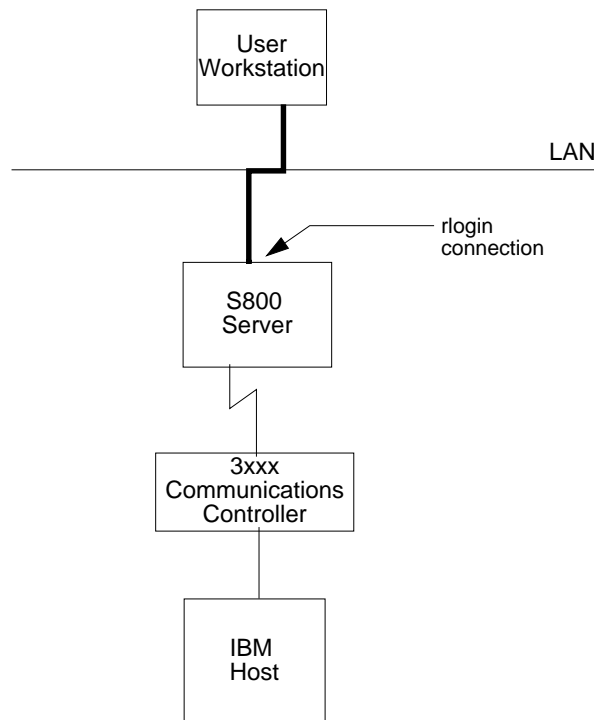 User
Workstation
LAN
rlogin
connection
S800
Server
3xxx
Communications
Controller
IBM
Host